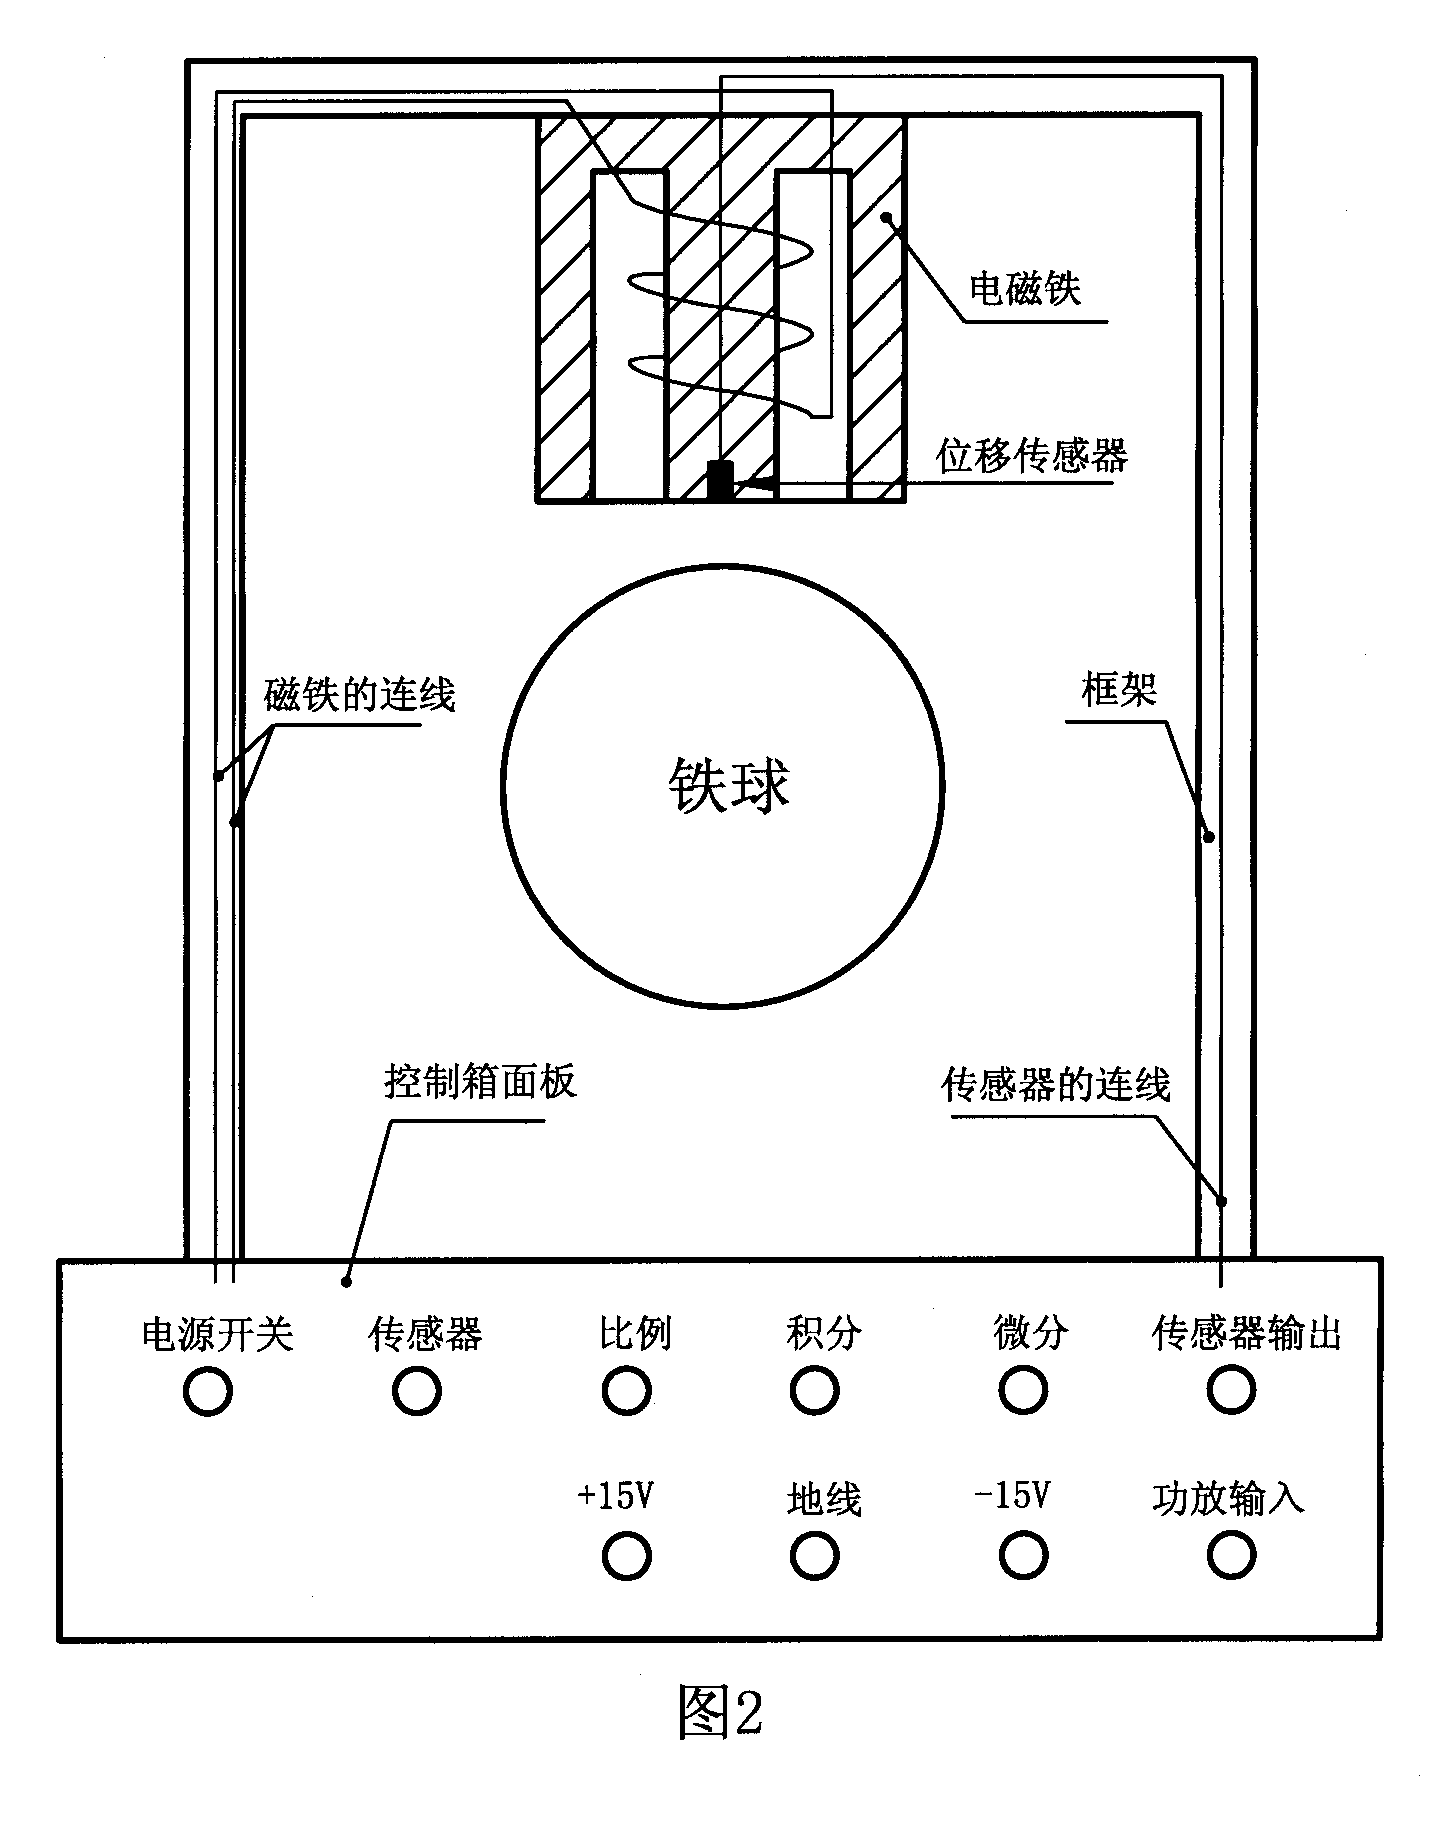 电磁铁
位移传感器
磁铁的连线
框架
铁球
控制箱面板
传感器的连线
电源开关 传感器 比例 积分 微分 传感器输出
+15V 地线 -15V 功放输入
图2